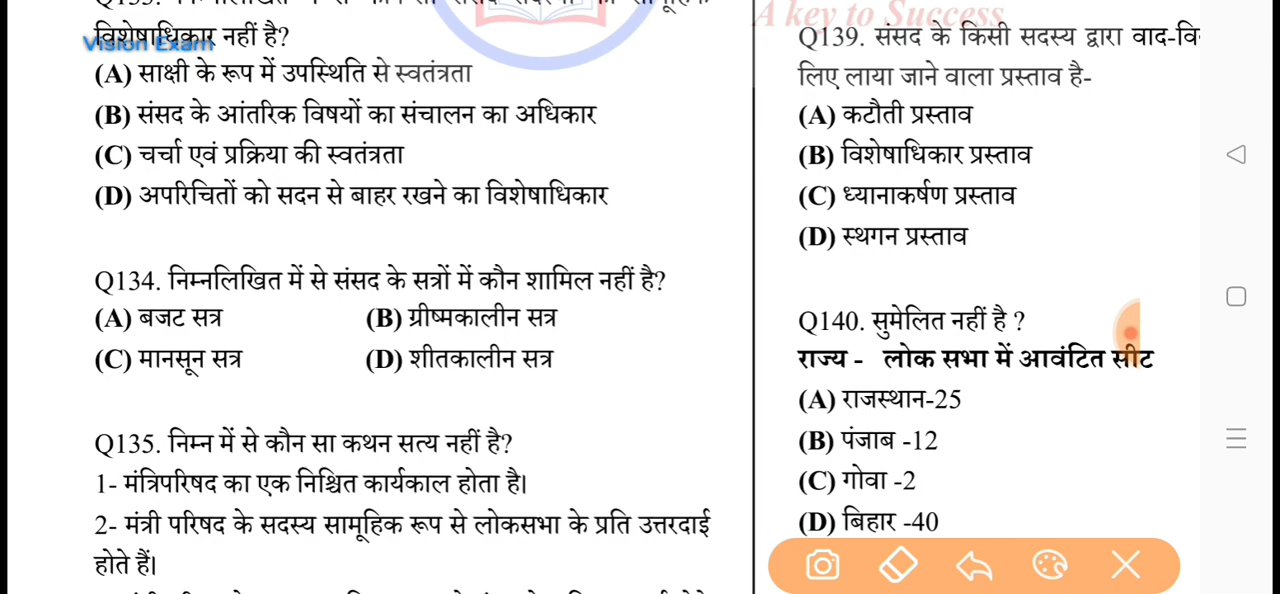 विशेषाधिकार नहीं है?
Vision Exam
(A) साक्षी के रूप में उपस्थिति से स्वतंत्रता
(B) संसद के आंतरिक विषयों का संचालन का अधिकार
(C) चर्चा एवं प्रक्रिया की स्वतंत्रता
(D) अपरिचितों को सदन से बाहर रखने का विशेषाधिकार
Q134. निम्नलिखित में से संसद के सत्रों में कौन शामिल नहीं है?
(A) बजट सत्र (B) ग्रीष्मकालीन सत्र
(C) मानसून सत्र (D) शीतकालीन सत्र
Q135. निम्न में से कौन सा कथन सत्य नहीं है?
1- मंत्रिपरिषद का एक निश्चित कार्यकाल होता है।
2- मंत्री परिषद के सदस्य सामूहिक रूप से लोकसभा के प्रति उत्तरदाई
होते हैं।
A key to Success
Q139. संसद के किसी सदस्य द्वारा वाद-वि
लिए लाया जाने वाला प्रस्ताव है-
(A) कटौती प्रस्ताव
(B) विशेषाधिकार प्रस्ताव
(C) ध्यानाकर्षण प्रस्ताव
(D) स्थगन प्रस्ताव
Q140. सुमेलित नहीं है ?
राज्य - लोक सभा में आवंटित सीट
(A) राजस्थान-25
(B) पंजाब -12
(C) गोवा -2
(D) बिहार -40